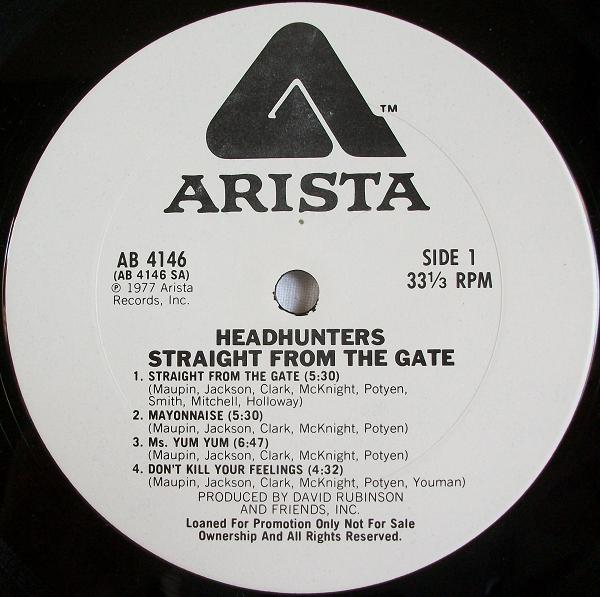 TM
ARISTA
AB 4146
(AB 4146 SA)
℗ 1977 Arista
Records, Inc.
SIDE 1
33⅓ RPM
HEADHUNTERS
STRAIGHT FROM THE GATE
1. STRAIGHT FROM THE GATE (5:30)
(Maupin, Jackson, Clark, McKnight, Potyen,
Smith, Mitchell, Holloway)
2. MAYONNAISE (5:30)
(Maupin, Jackson, Clark, McKnight, Potyen)
3. Ms. YUM YUM (6:47)
(Maupin, Jackson, Clark, McKnight, Potyen)
4. DON'T KILL YOUR FEELINGS (4:32)
(Maupin, Jackson, Clark, McKnight, Potyen, Youman)
PRODUCED BY DAVID RUBINSON
AND FRIENDS, INC.
Loaned For Promotion Only Not For Sale
Ownership And All Rights Reserved.